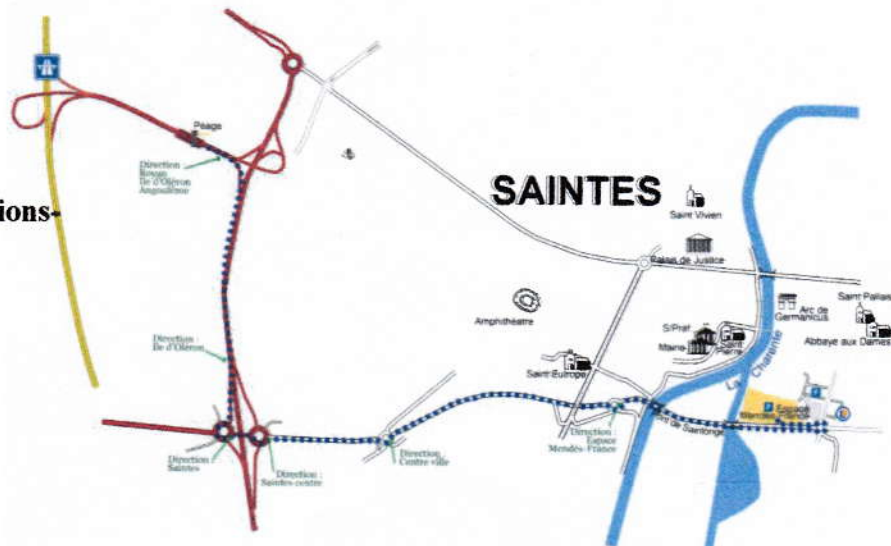 Péage
Direction
Royan
Ile d'Oléron
Angoulême
SAINTES
ions-
Saint Vivien
Palais de Justice
Amphithéatre
Arc de
Germanicus
Saint Pallais
Abbaye aux Dames
S/Préf
Mairie
Saint
Pierre
La Charente
Direction :
Ile d'Oléron
Saint Eutrope
P
P
Direction :
Saintes
Direction :
Saintes-centre
Direction
Centre ville
Direction :
Espace
Mendès-France
de Saintonge